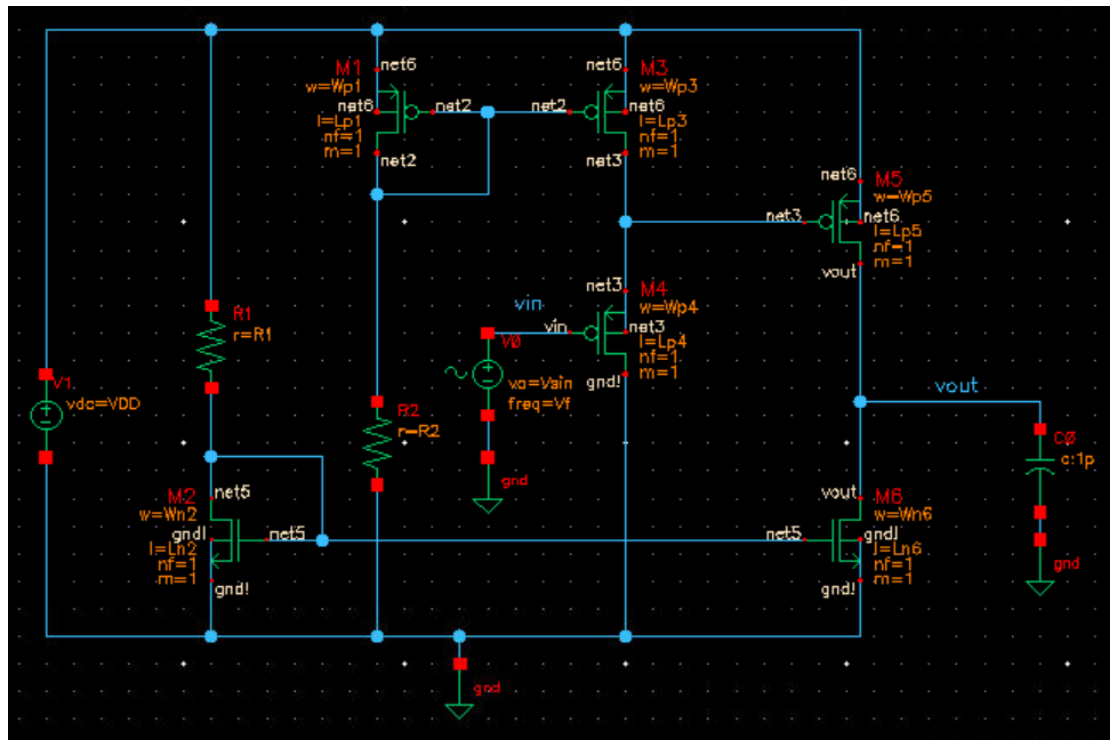 M1
net6
w=Wp1
net6
l=Lp1
nf=1
m=1
net2
net2
net6
M3
w=Wp3
net2
net6
l=Lp3
nf=1
m=1
net3
net6
M5
w=Wp5
net3
net6
l=Lp5
nf=1
m=1
vout
net3
M4
w=Wp4
vin
vin
net3
l=Lp4
nf=1
m=1
gnd!
V0
va=Vsin
freq=Vf
gnd
R1
r=R1
V1
vdc=VDD
R2
r=R2
vout
C0
c:1p
gnd
net5
M2
w=Wn2
gnd!
net5
l=Ln2
nf=1
m=1
gnd!
vout
M6
w=Wn6
net5
gnd!
l=Ln6
nf=1
m=1
gnd!
gnd